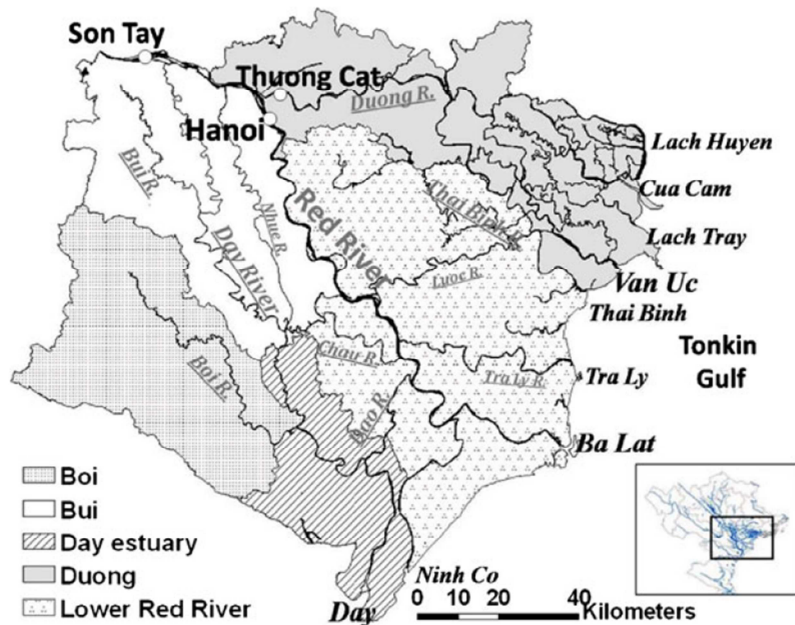 Son Tay
Thuong Cat
Duong R.
Hanoi
Lach Huyen
Cua Cam
Bui R.
Day River
Nhue R.
Red River
Thai Binh R.
Lach Tray
Luoc R.
Van Uc
Thai Binh
Tonkin
Gulf
Boi R.
Chau R.
Dao R.
Tra Ly R.
Tra Ly
Ba Lat
Boi
Bui
Day estuary
Duong
Lower Red River
Day
Ninh Co
0 10 20 40
Kilometers